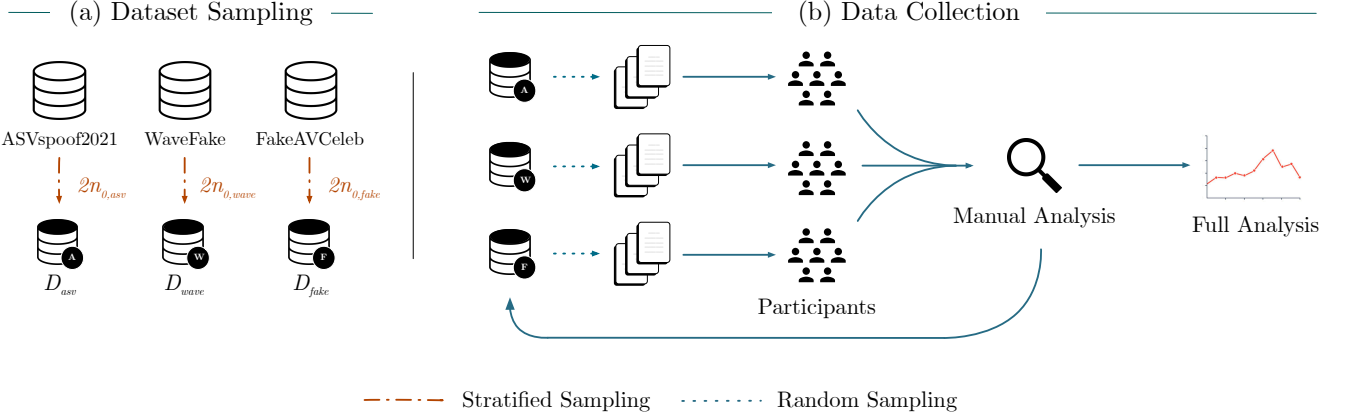 (a) Dataset Sampling
ASVspoof2021 WaveFake FakeAVCeleb
2n0,asv 2n0,wave 2n0,fake
A W F
Dasv Dwave Dfake
(b) Data Collection
A
W
F
Participants
Manual Analysis
Full Analysis
Stratified Sampling Random Sampling